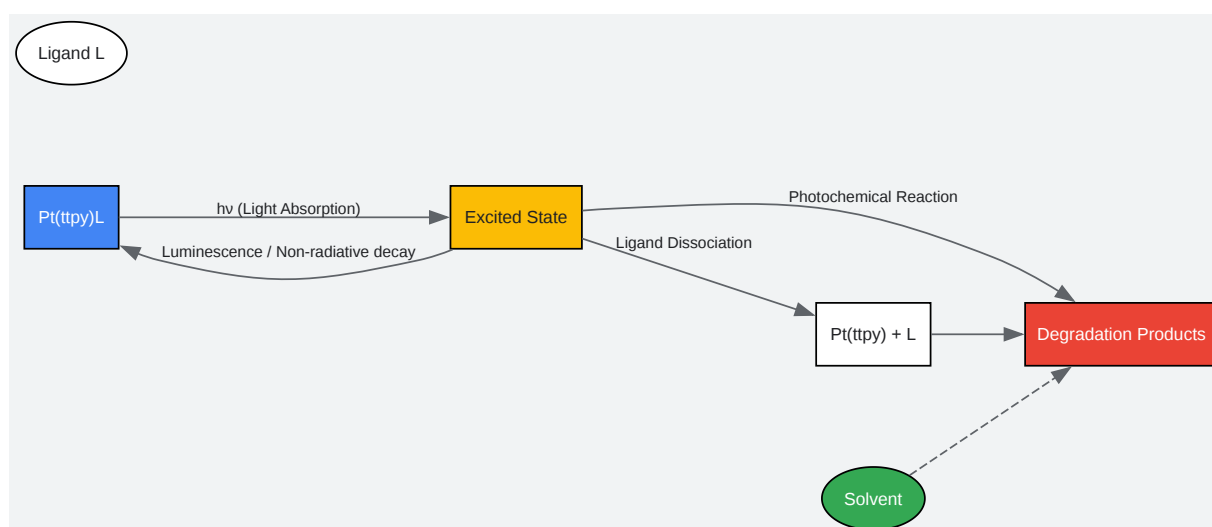 Ligand L
Pt(ttpy)L
hν (Light Absorption)
Luminescence / Non-radiative decay
Excited State
Photochemical Reaction
Ligand Dissociation
Pt(ttpy) + L
Degradation Products
Solvent